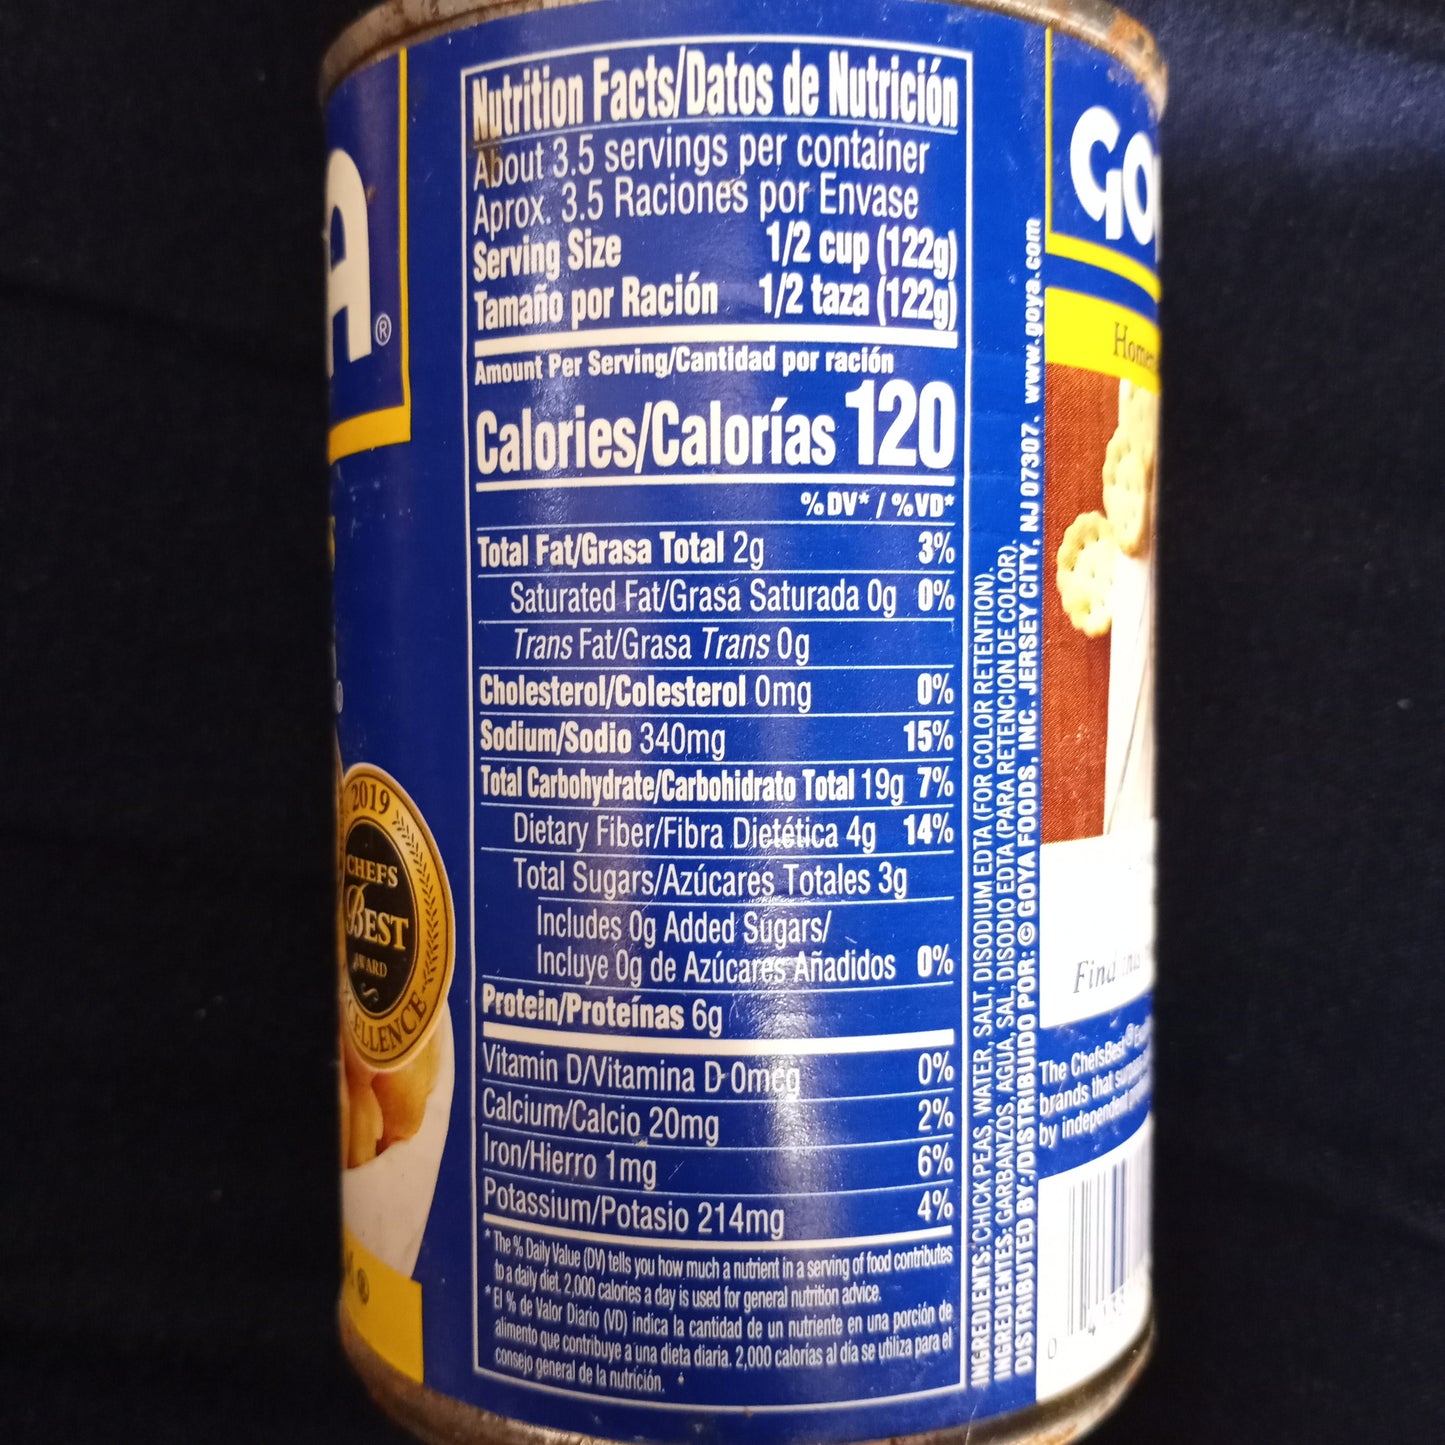 A®
2019
CHEFS
BEST
AWARD
Nutrition Facts/Datos de Nutrición
About 3.5 servings per container
Aprox. 3.5 Raciones por Envase
Serving Size 1/2 cup (122g)
Tamaño por Ración 1/2 taza (122g)
Amount Per Serving/Cantidad por ración
Calories/Calorías 120
%DV* / %VD*
Total Fat/Grasa Total 2g 3%
Saturated Fat/Grasa Saturada 0g 0%
Trans Fat/Grasa Trans 0g
Cholesterol/Colesterol 0mg 0%
Sodium/Sodio 340mg 15%
Total Carbohydrate/Carbohidrato Total 19g 7%
Dietary Fiber/Fibra Dietética 4g 14%
Total Sugars/Azúcares Totales 3g
Includes 0g Added Sugars/
Incluye 0g de Azúcares Añadidos 0%
Protein/Proteínas 6g
Vitamin D/Vitamina D 0mcg 0%
Calcium/Calcio 20mg 2%
Iron/Hierro 1mg 6%
Potassium/Potasio 214mg 4%
*The % Daily Value (DV) tells you how much a nutrient in a serving of food contributes
to a daily diet. 2,000 calories a day is used for general nutrition advice.
*El % de Valor Diario (VD) indica la cantidad de un nutriente en una porción de
alimento que contribuye a una dieta diaria. 2,000 calorías al día se utiliza para el
consejo general de la nutrición.
INGREDIENTS: CHICK PEAS, WATER, SALT, DISODIUM EDTA (FOR COLOR RETENTION).
INGREDIENTES: GARBANZOS, AGUA, SAL, DISODIO EDTA (PARA RETENCION DE COLOR).
DISTRIBUTED BY:/DISTRIBUIDO POR: © GOYA FOODS, INC. JERSEY CITY, NJ 07307. www.goya.com
GO
Find
The ChefsBest®
brands that
by independent